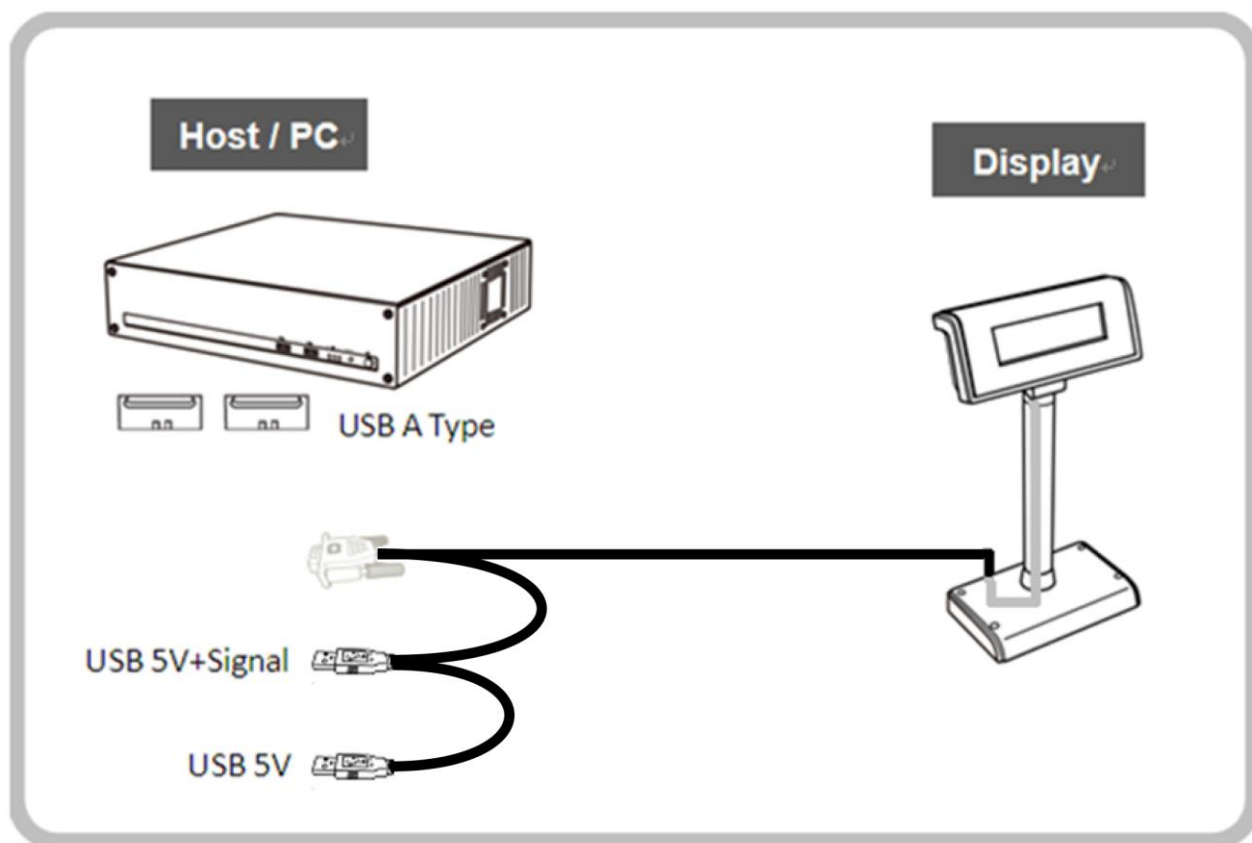 Host / PC↵
Display↵
USB A Type
USB 5V+Signal
USB 5V